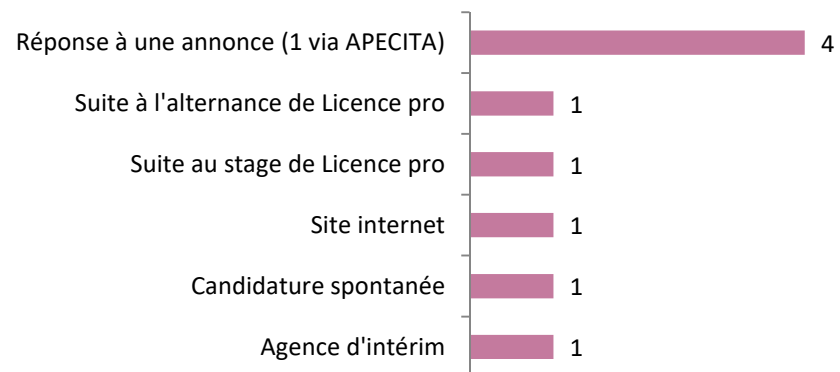 Réponse à une annonce (1 via APECITA) 4
Suite à l'alternance de Licence pro 1
Suite au stage de Licence pro 1
Site internet 1
Candidature spontanée 1
Agence d'intérim 1